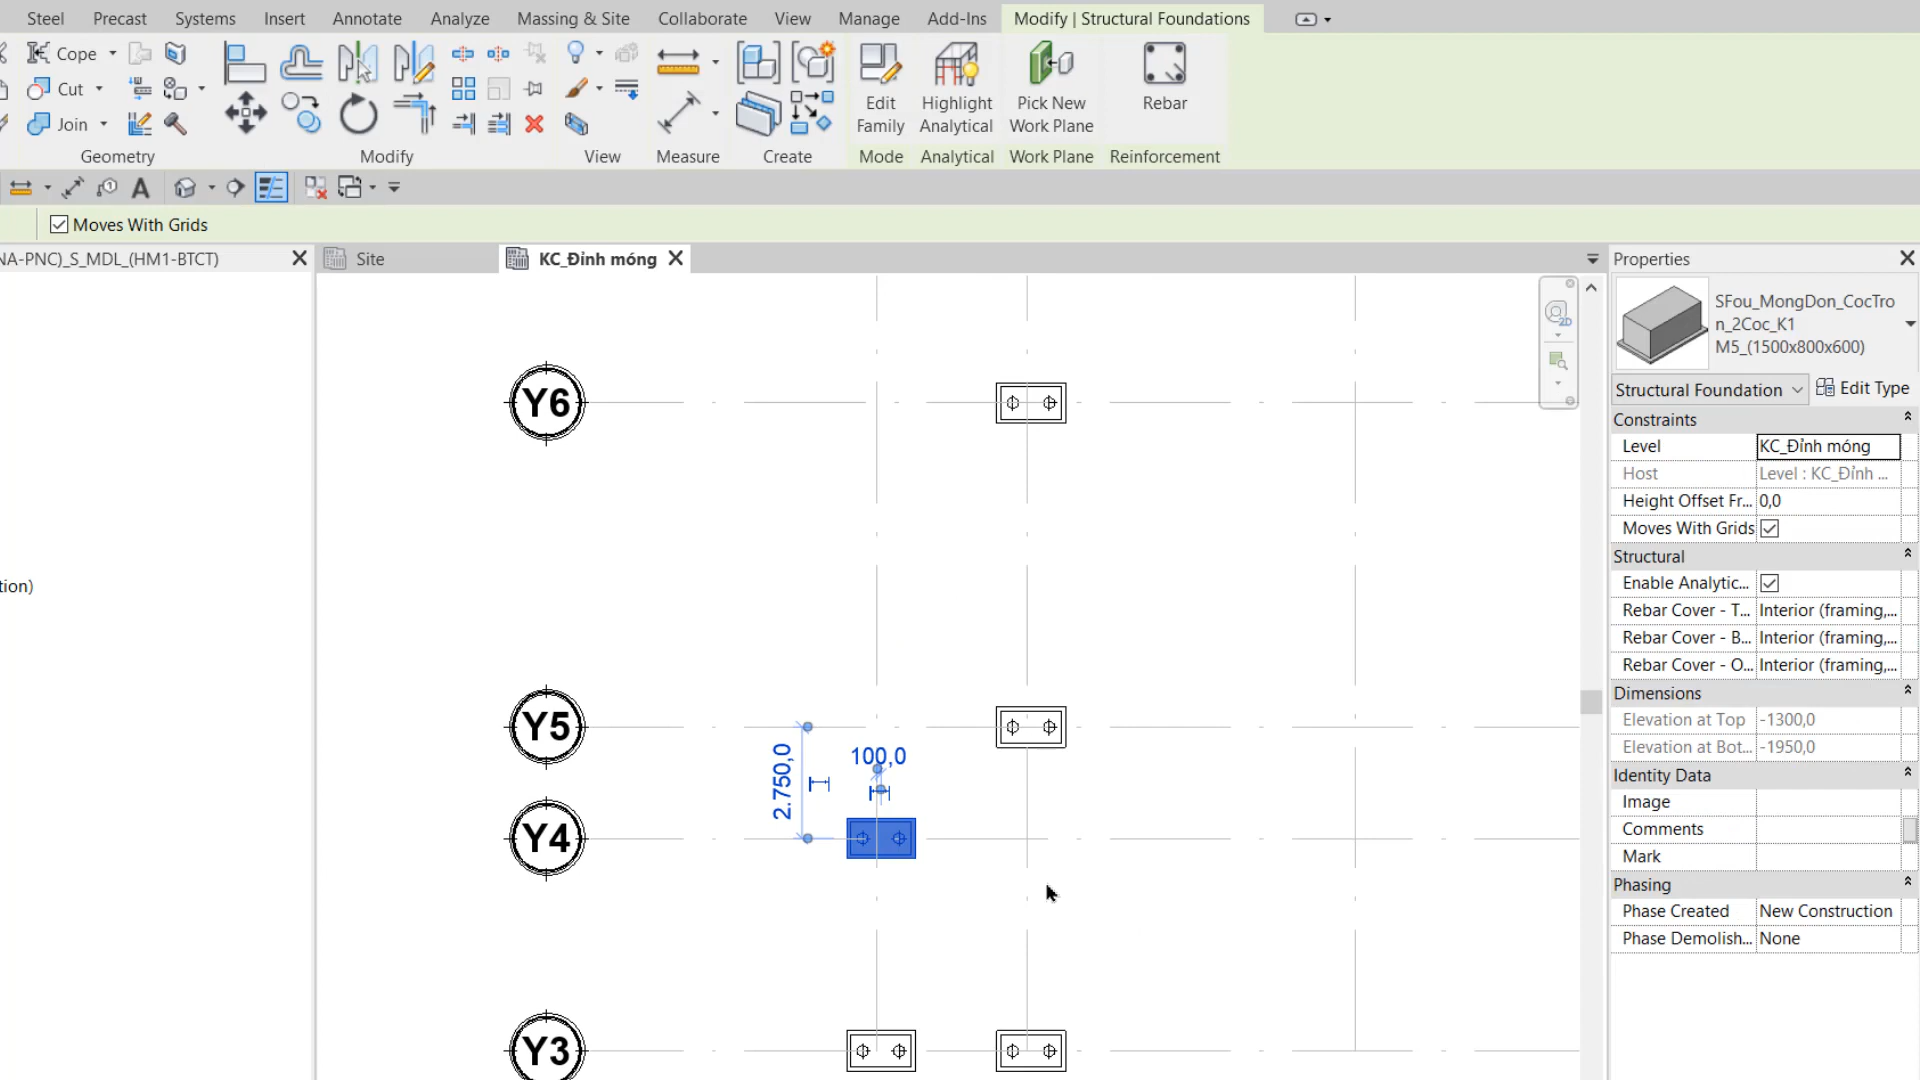 Steel Precast Systems Insert Annotate Analyze Massing & Site Collaborate View Manage Add-Ins Modify | Structural Foundations
Cope
Cut
Join
Edit
Family
Highlight
Analytical
Pick New
Work Plane
Rebar
Geometry Modify View Measure Create Mode Analytical Work Plane Reinforcement
A
Moves With Grids
NA-PNC)_S_MDL_(HM1-BTCT)
Site
KC_Đỉnh móng
tion)
2D
Y6
Y5
Y4
Y3
2.750,0
100,0
Properties
SFou_MongDon_CocTro
n_2Coc_K1
M5_(1500x800x600)
Structural Foundation Edit Type
Constraints
Level KC_Đỉnh móng
Host Level : KC_Đỉnh ...
Height Offset Fr... 0,0
Moves With Grids
Structural
Enable Analytic...
Rebar Cover - T... Interior (framing,...
Rebar Cover - B... Interior (framing,...
Rebar Cover - O... Interior (framing,...
Dimensions
Elevation at Top -1300,0
Elevation at Bot... -1950,0
Identity Data
Image
Comments
Mark
Phasing
Phase Created New Construction
Phase Demolish... None